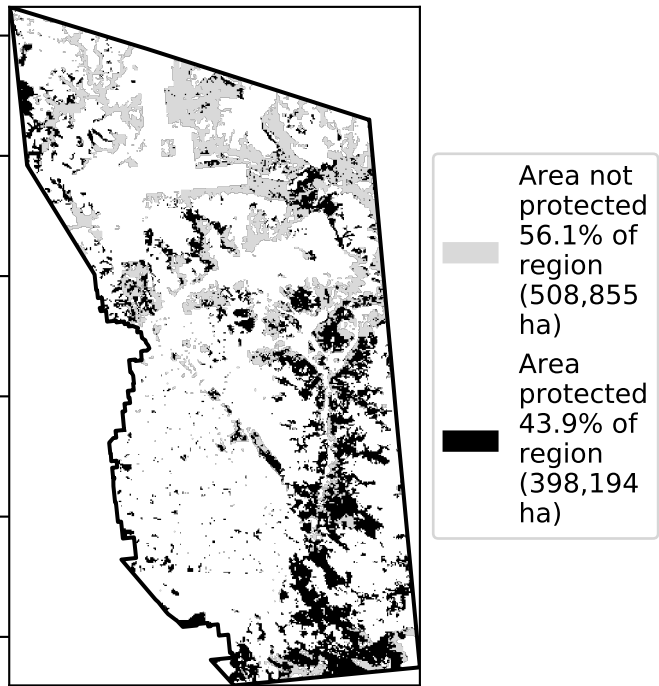 Area not
protected
56.1% of
region
(508,855
ha)
Area
protected
43.9% of
region
(398,194
ha)